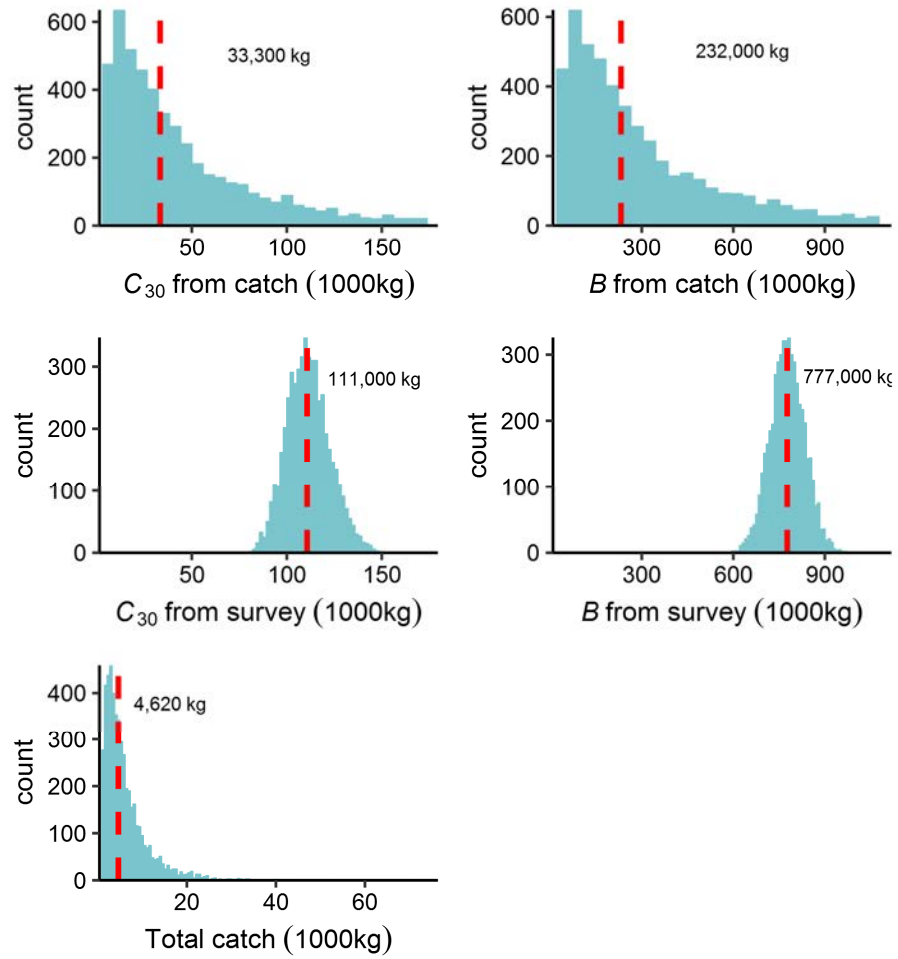 600
400
200
0
count
33,300 kg
50
100
150
C30 from catch (1000kg)
600
400
200
0
count
232,000 kg
300
600
900
B from catch (1000kg)
300
200
100
0
count
111,000 kg
50
100
150
C30 from survey (1000kg)
300
200
100
0
count
777,000 kg
300
600
900
B from survey (1000kg)
400
300
200
100
0
count
4,620 kg
20
40
60
Total catch (1000kg)